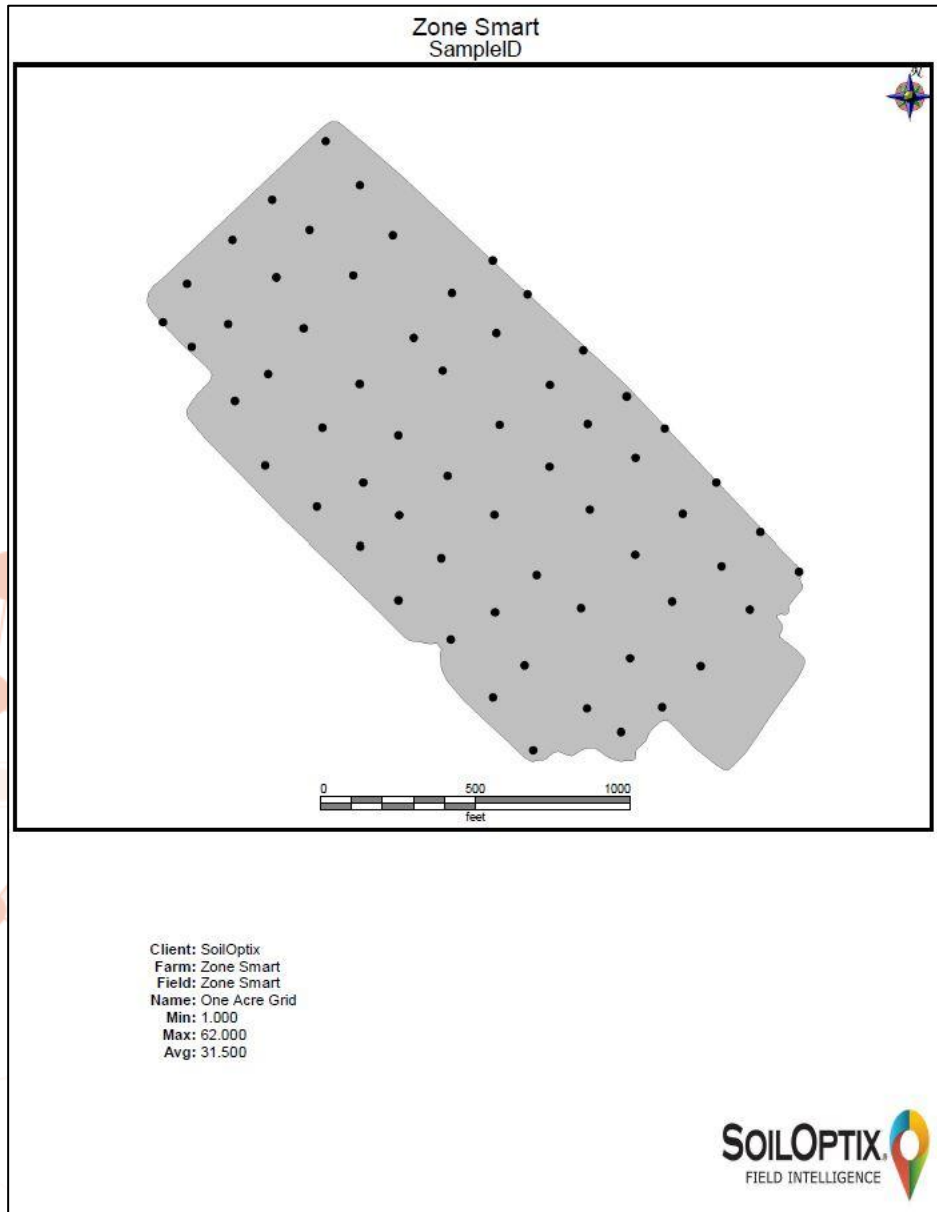 Zone Smart
SampleID
N
0 500 1000
feet
Client: SoilOptix
Farm: Zone Smart
Field: Zone Smart
Name: One Acre Grid
Min: 1.000
Max: 62.000
Avg: 31.500
SOILOPTIX®
FIELD INTELLIGENCE